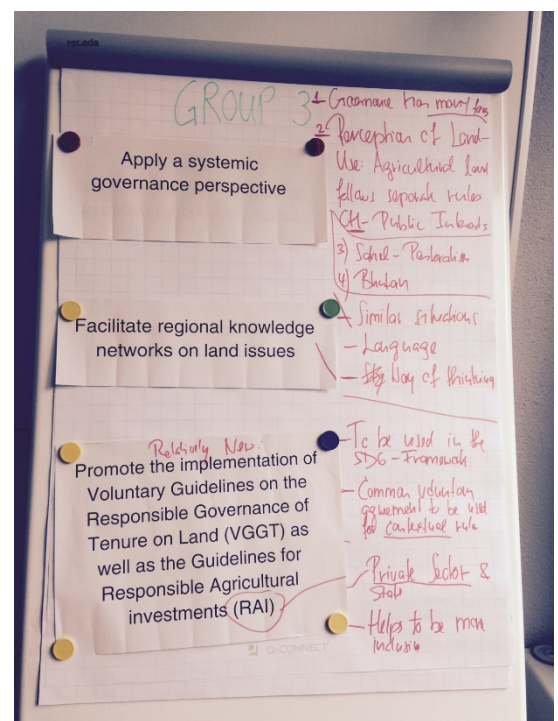 rocada
GROUP 3
1 Governance has many
2 Perception of Land-
Use: Agricultural land
follows separate rules
CH - Public Interests
3) Sahel - Pastoralism
4) Bhutan
Apply a systemic
governance perspective
Facilitate regional knowledge
networks on land issues
- Similar situations
- Language
- Way of thinking
Relatively New:
Promote the implementation of
Voluntary Guidelines on the
Responsible Governance of
Tenure on Land (VGGT) as
well as the Guidelines for
Responsible Agricultural
investments (RAI)
- To be used in the
SDG - Framework
- Common voluntary
agreement to be used
for contextual rule
- Private Sector &
State
- Helps to be more
inclusive
Q-CONNECT